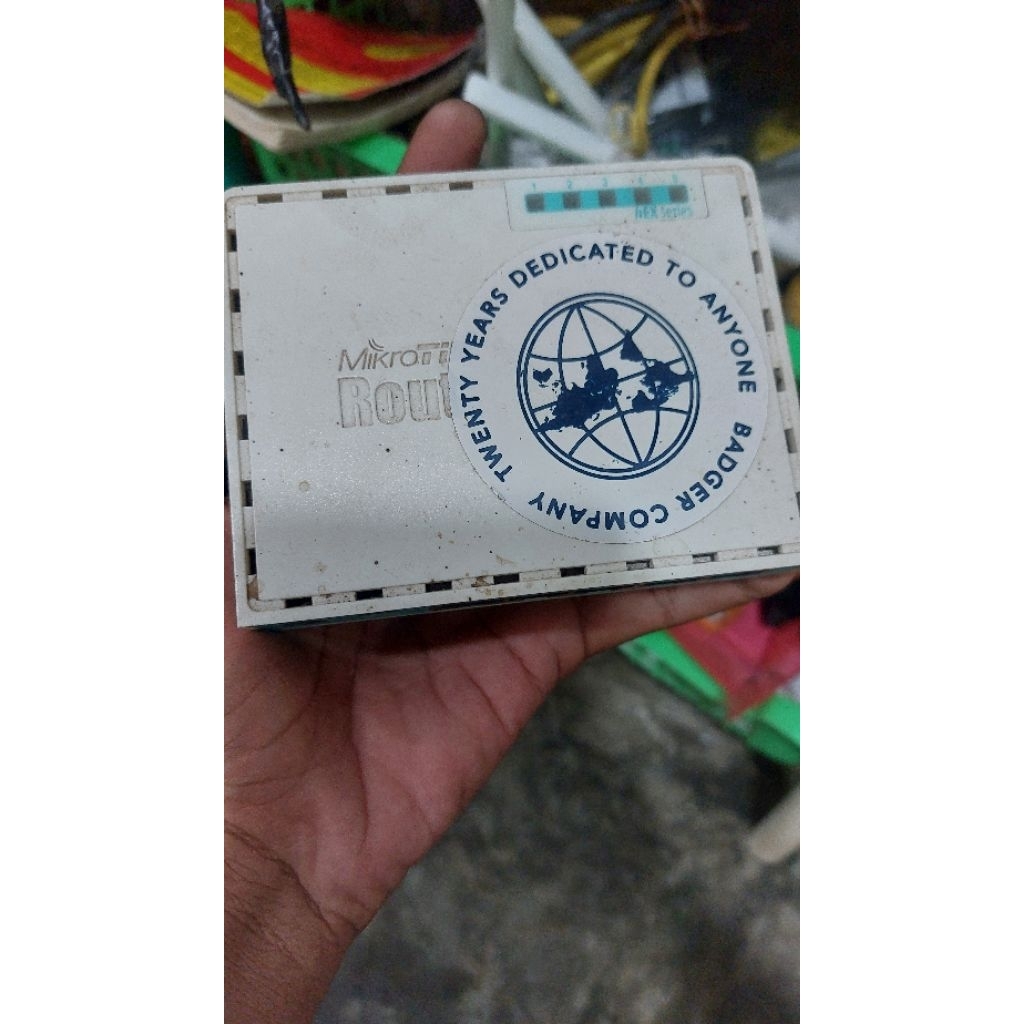 1 2 3 4 5
hEX Series
TWENTY YEARS DEDICATED TO ANYONE
BADGER COMPANY
MikroTi
Rout